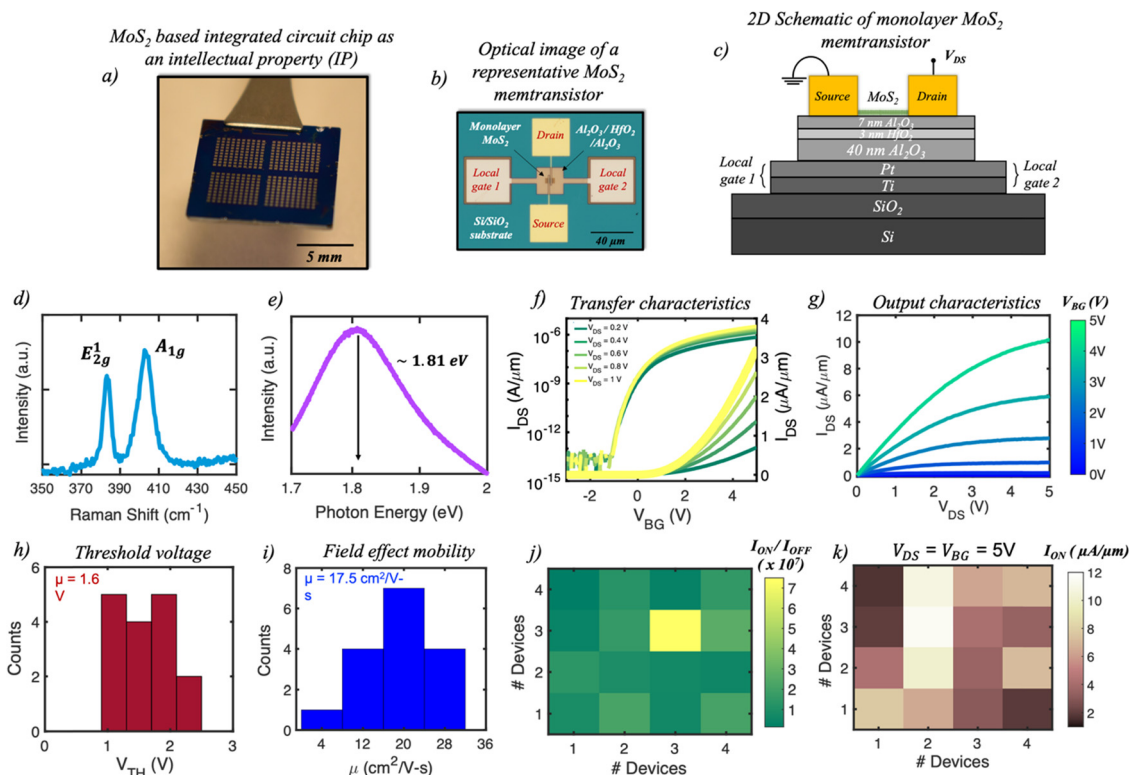 MoS2 based integrated circuit chip as
an intellectual property (IP)
a)
5 mm
Optical image of a
representative MoS2
memtransistor
b)
Monolayer
MoS2
Drain
Al2O3/ HfO2
/Al2O3
Local
gate 1
Local
gate 2
Si/SiO2
substrate
Source
40 μm
2D Schematic of monolayer MoS2
memtransistor
c)
VDS
Source
MoS2
Drain
7 nm Al2O3
3 nm HfO2
40 nm Al2O3
Local
gate 1
Pt
Ti
Local
gate 2
SiO2
Si
d)
E12g
A1g
Intensity (a.u.)
350 390 410 450
Raman Shift (cm-1)
e)
~ 1.81 eV
Intensity (a.u.)
1.7 1.8 1.9 2
Photon Energy (eV)
f) Transfer characteristics
VDS = 0.2 V
VDS = 0.4 V
VDS = 0.6 V
VDS = 0.8 V
VDS = 1 V
10-6
10-9
10-12
10-15
IDS (A/μm)
4
3
2
1
0
IDS (μA/μm)
-2 0 2 4
VBG (V)
g) Output characteristics
12
10
8
6
4
2
0
IDS (μA/μm)
0 1 2 3 4 5
VDS (V)
VBG (V)
5V
4V
3V
2V
1V
0V
h) Threshold voltage
μ = 1.6
V
6
4
2
0
Counts
0 1 2 3
VTH (V)
i) Field effect mobility
μ = 17.5 cm2/V-
s
8
6
4
2
0
Counts
4 12 20 28 36
μ (cm2/V-s)
j)
ION/ IOFF
(x 107)
4
3
2
1
# Devices
1 2 3 4
# Devices
7
6
5
4
3
2
1
k) VDS = VBG = 5V
ION (μA/μm)
4
3
2
1
# Devices
1 2 3 4
# Devices
12
10
8
6
4
2